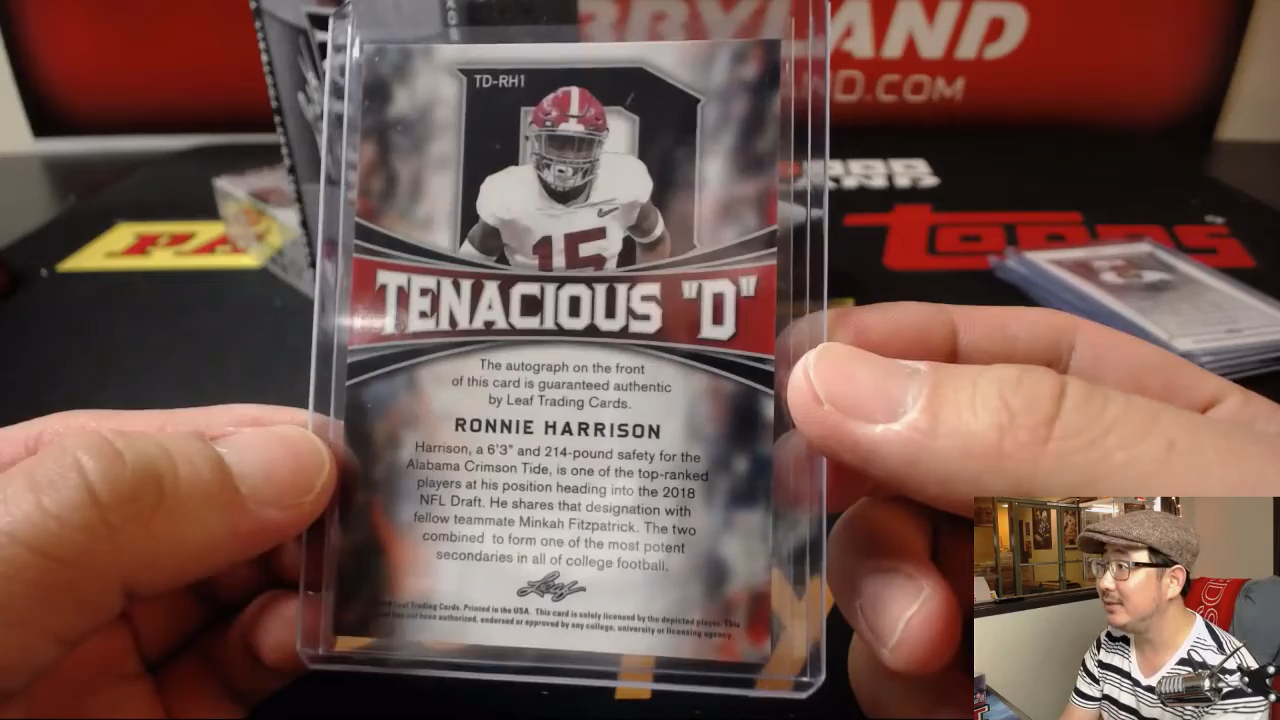 RRYLAND
ND.COM
TD-RH1
15
TENACIOUS "D"
The autograph on the front
of this card is guaranteed authentic
by Leaf Trading Cards.
RONNIE HARRISON
Harrison, a 6'3" and 214-pound safety for the
Alabama Crimson Tide, is one of the top-ranked
players at his position heading into the 2018
NFL Draft. He shares that designation with
fellow teammate Minkah Fitzpatrick. The two
combined to form one of the most potent
secondaries in all of college football.
Leaf
Leaf Trading Cards. Printed in the USA. This card is solely licensed by the depicted player. This
not been authorized, endorsed or approved by any college, university or licensing agency.
PA
topps